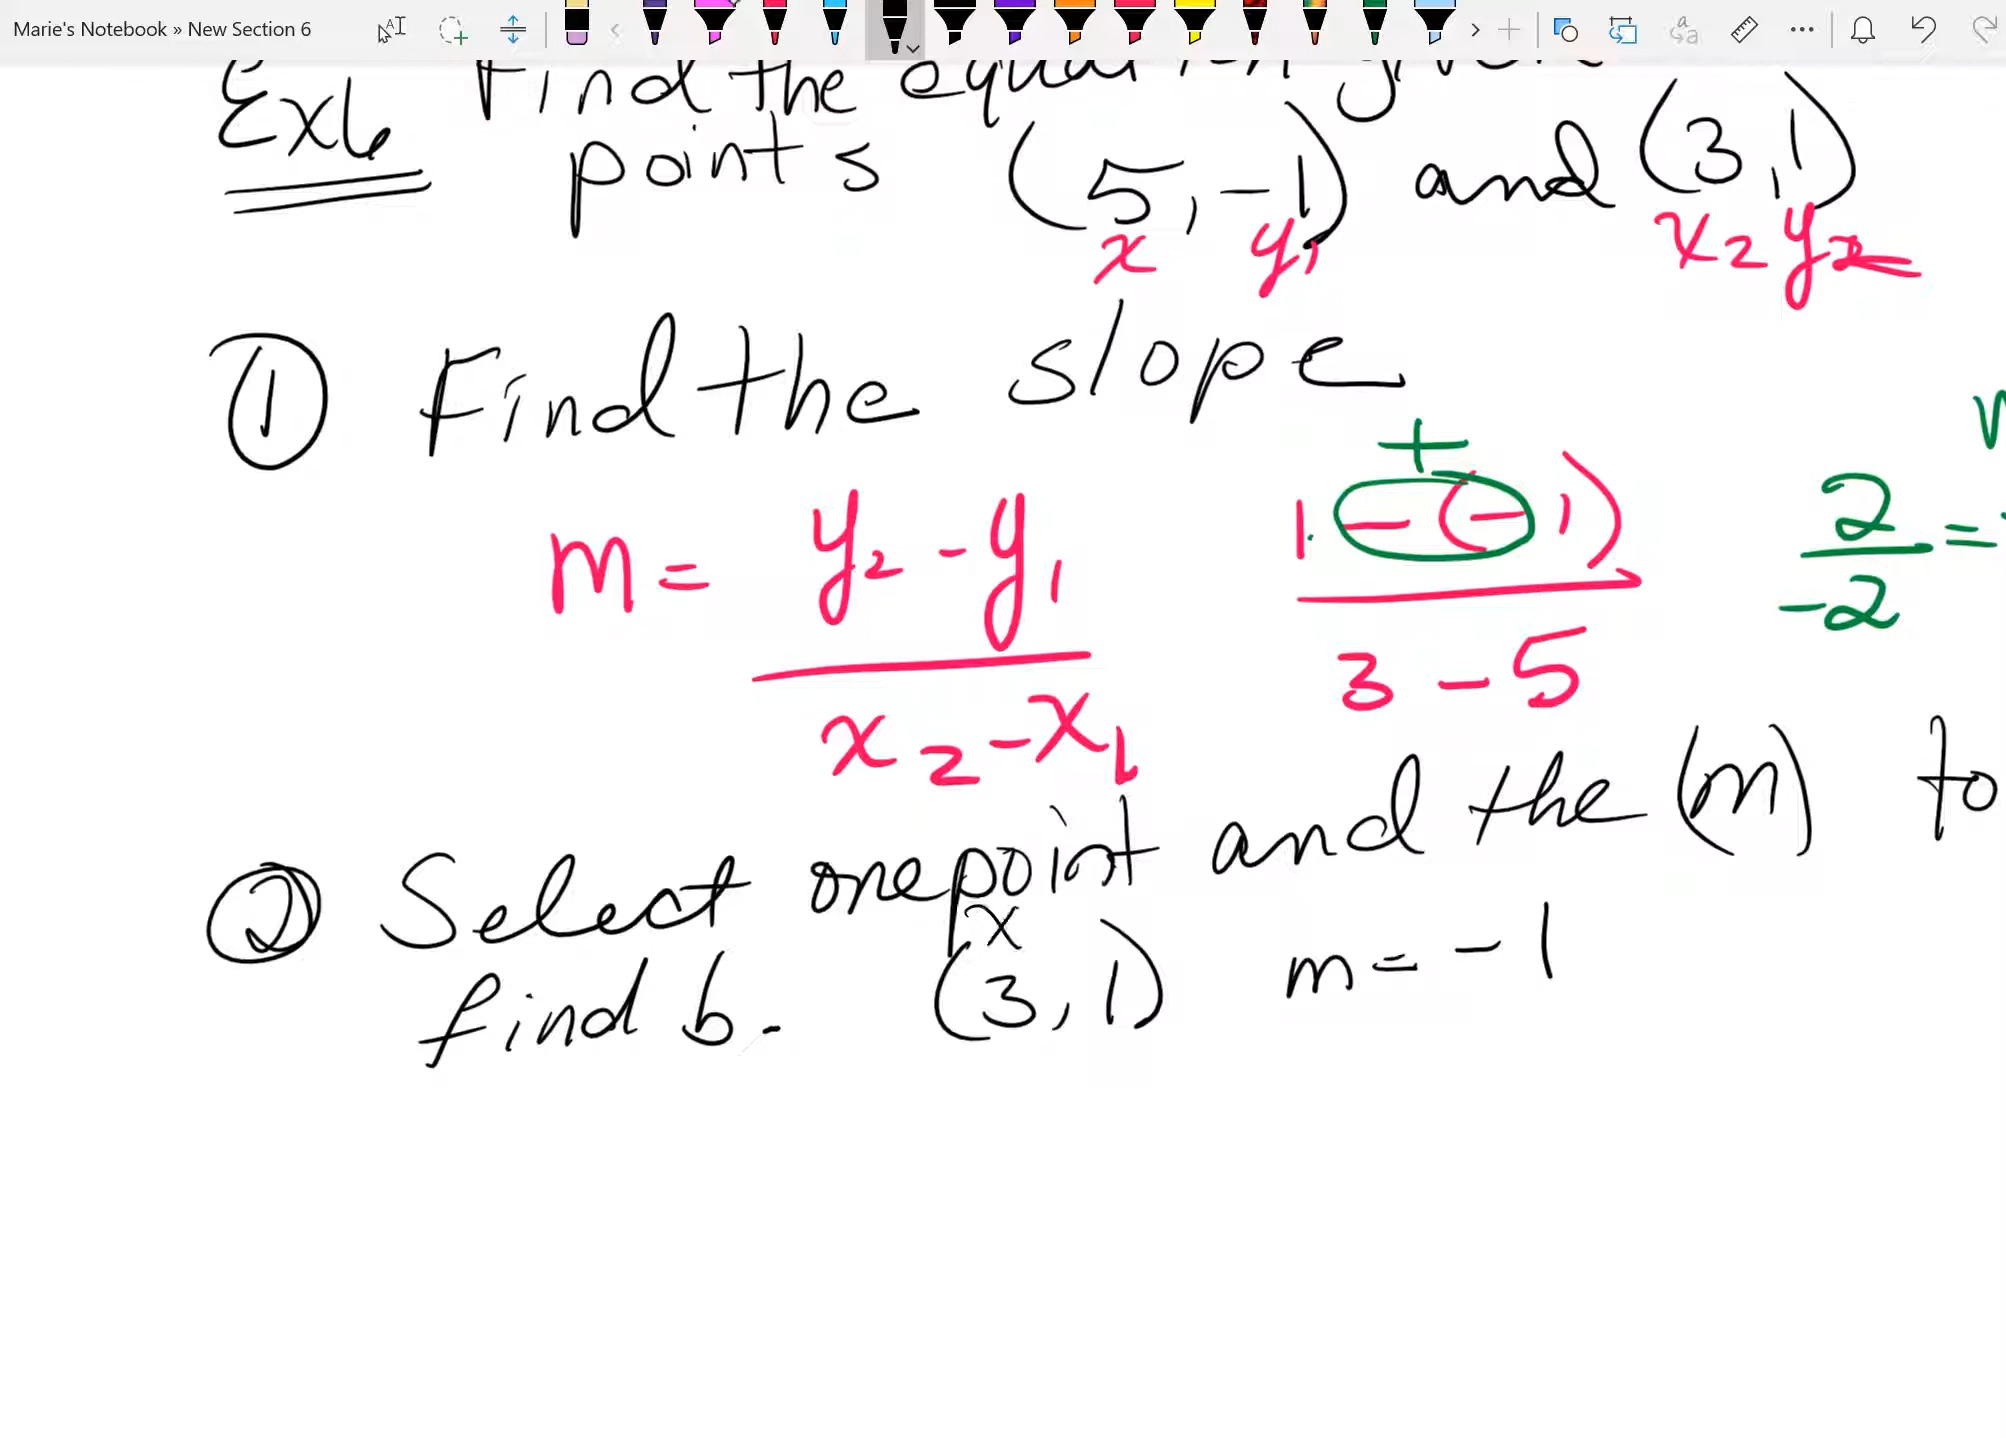 Marie's Notebook » New Section 6
Ex6 Find the equation given
points (5, -1) and (3, 1)
x y1 x2 y2
① Find the slope
m = y2 - y1 / x2 - x1 1 - (-1) / 3 - 5 2 / -2 =
+
② Select one point and the (m) to
find b. (3, 1) m = -1
x